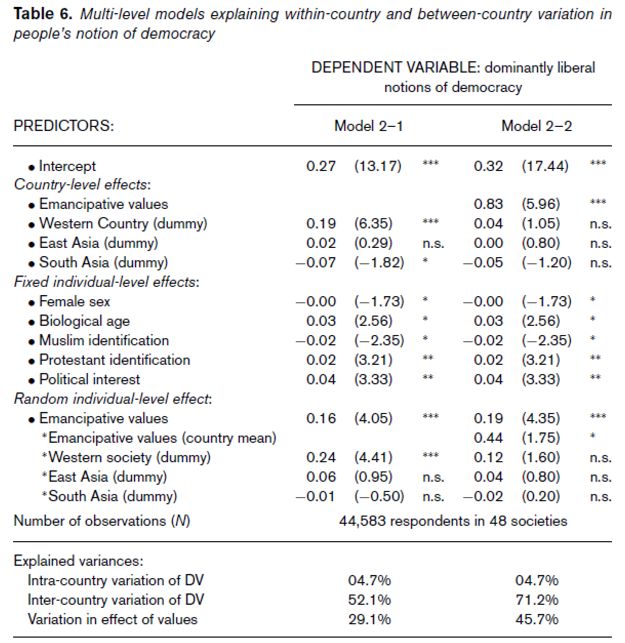 Table 6. Multi-level models explaining within-country and between-country variation in
people's notion of democracy
DEPENDENT VARIABLE: dominantly liberal
notions of democracy
PREDICTORS: Model 2–1 Model 2–2
• Intercept 0.27 (13.17) *** 0.32 (17.44) ***
Country-level effects:
• Emancipative values 0.83 (5.96) ***
• Western Country (dummy) 0.19 (6.35) *** 0.04 (1.05) n.s.
• East Asia (dummy) 0.02 (0.29) n.s. 0.00 (0.80) n.s.
• South Asia (dummy) −0.07 (−1.82) * −0.05 (−1.20) n.s.
Fixed individual-level effects:
• Female sex −0.00 (−1.73) * −0.00 (−1.73) *
• Biological age 0.03 (2.56) * 0.03 (2.56) *
• Muslim identification −0.02 (−2.35) * −0.02 (−2.35) *
• Protestant identification 0.02 (3.21) ** 0.02 (3.21) **
• Political interest 0.04 (3.33) ** 0.04 (3.33) **
Random individual-level effect:
• Emancipative values 0.16 (4.05) *** 0.19 (4.35) ***
*Emancipative values (country mean) 0.44 (1.75) *
*Western society (dummy) 0.24 (4.41) *** 0.12 (1.60) n.s.
*East Asia (dummy) 0.06 (0.95) n.s. 0.04 (0.80) n.s.
*South Asia (dummy) −0.01 (−0.50) n.s. −0.02 (0.20) n.s.
Number of observations (N) 44,583 respondents in 48 societies
Explained variances:
Intra-country variation of DV 04.7% 04.7%
Inter-country variation of DV 52.1% 71.2%
Variation in effect of values 29.1% 45.7%